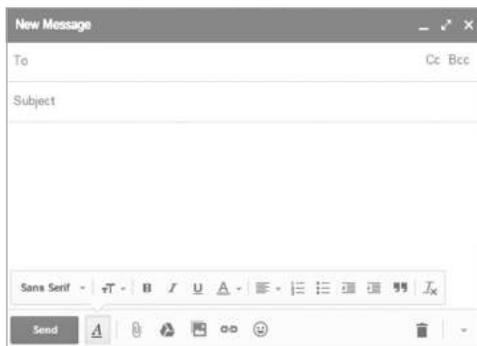 New Message
To Cc Bcc
Subject
Sans Serif T B I U A
Send A